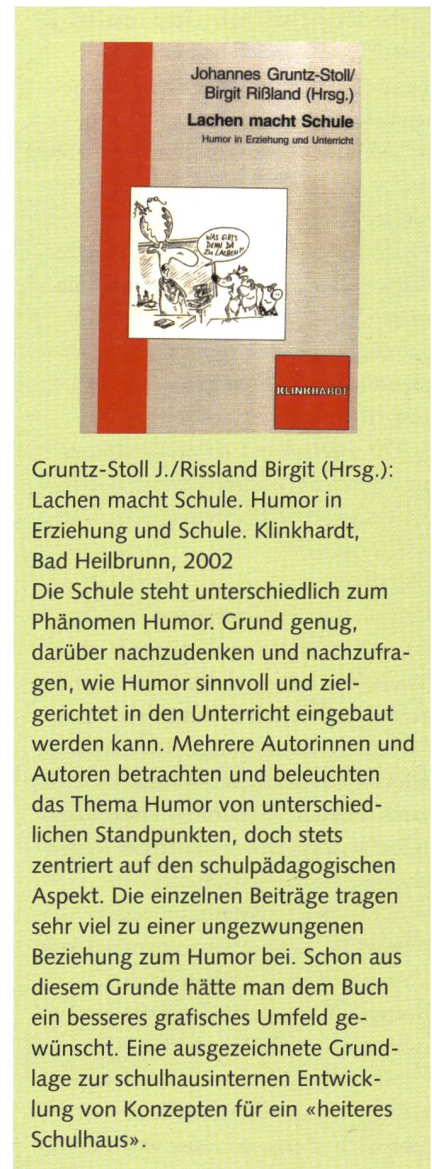 Johannes Gruntz-Stoll/
Birgit Rißland (Hrsg.)
Lachen macht Schule
Humor in Erziehung und Unterricht
WAS GIBTS
DENN DA
ZU LACHEN?!
KLINKHARDT
Gruntz-Stoll J./Rissland Birgit (Hrsg.):
Lachen macht Schule. Humor in
Erziehung und Schule. Klinkhardt,
Bad Heilbrunn, 2002
Die Schule steht unterschiedlich zum
Phänomen Humor. Grund genug,
darüber nachzudenken und nachzufra-
gen, wie Humor sinnvoll und ziel-
gerichtet in den Unterricht eingebaut
werden kann. Mehrere Autorinnen und
Autoren betrachten und beleuchten
das Thema Humor von unterschied-
lichen Standpunkten, doch stets
zentriert auf den schulpädagogischen
Aspekt. Die einzelnen Beiträge tragen
sehr viel zu einer ungezwungenen
Beziehung zum Humor bei. Schon aus
diesem Grunde hätte man dem Buch
ein besseres grafisches Umfeld ge-
wünscht. Eine ausgezeichnete Grund-
lage zur schulhausinternen Entwick-
lung von Konzepten für ein «heiteres
Schulhaus».